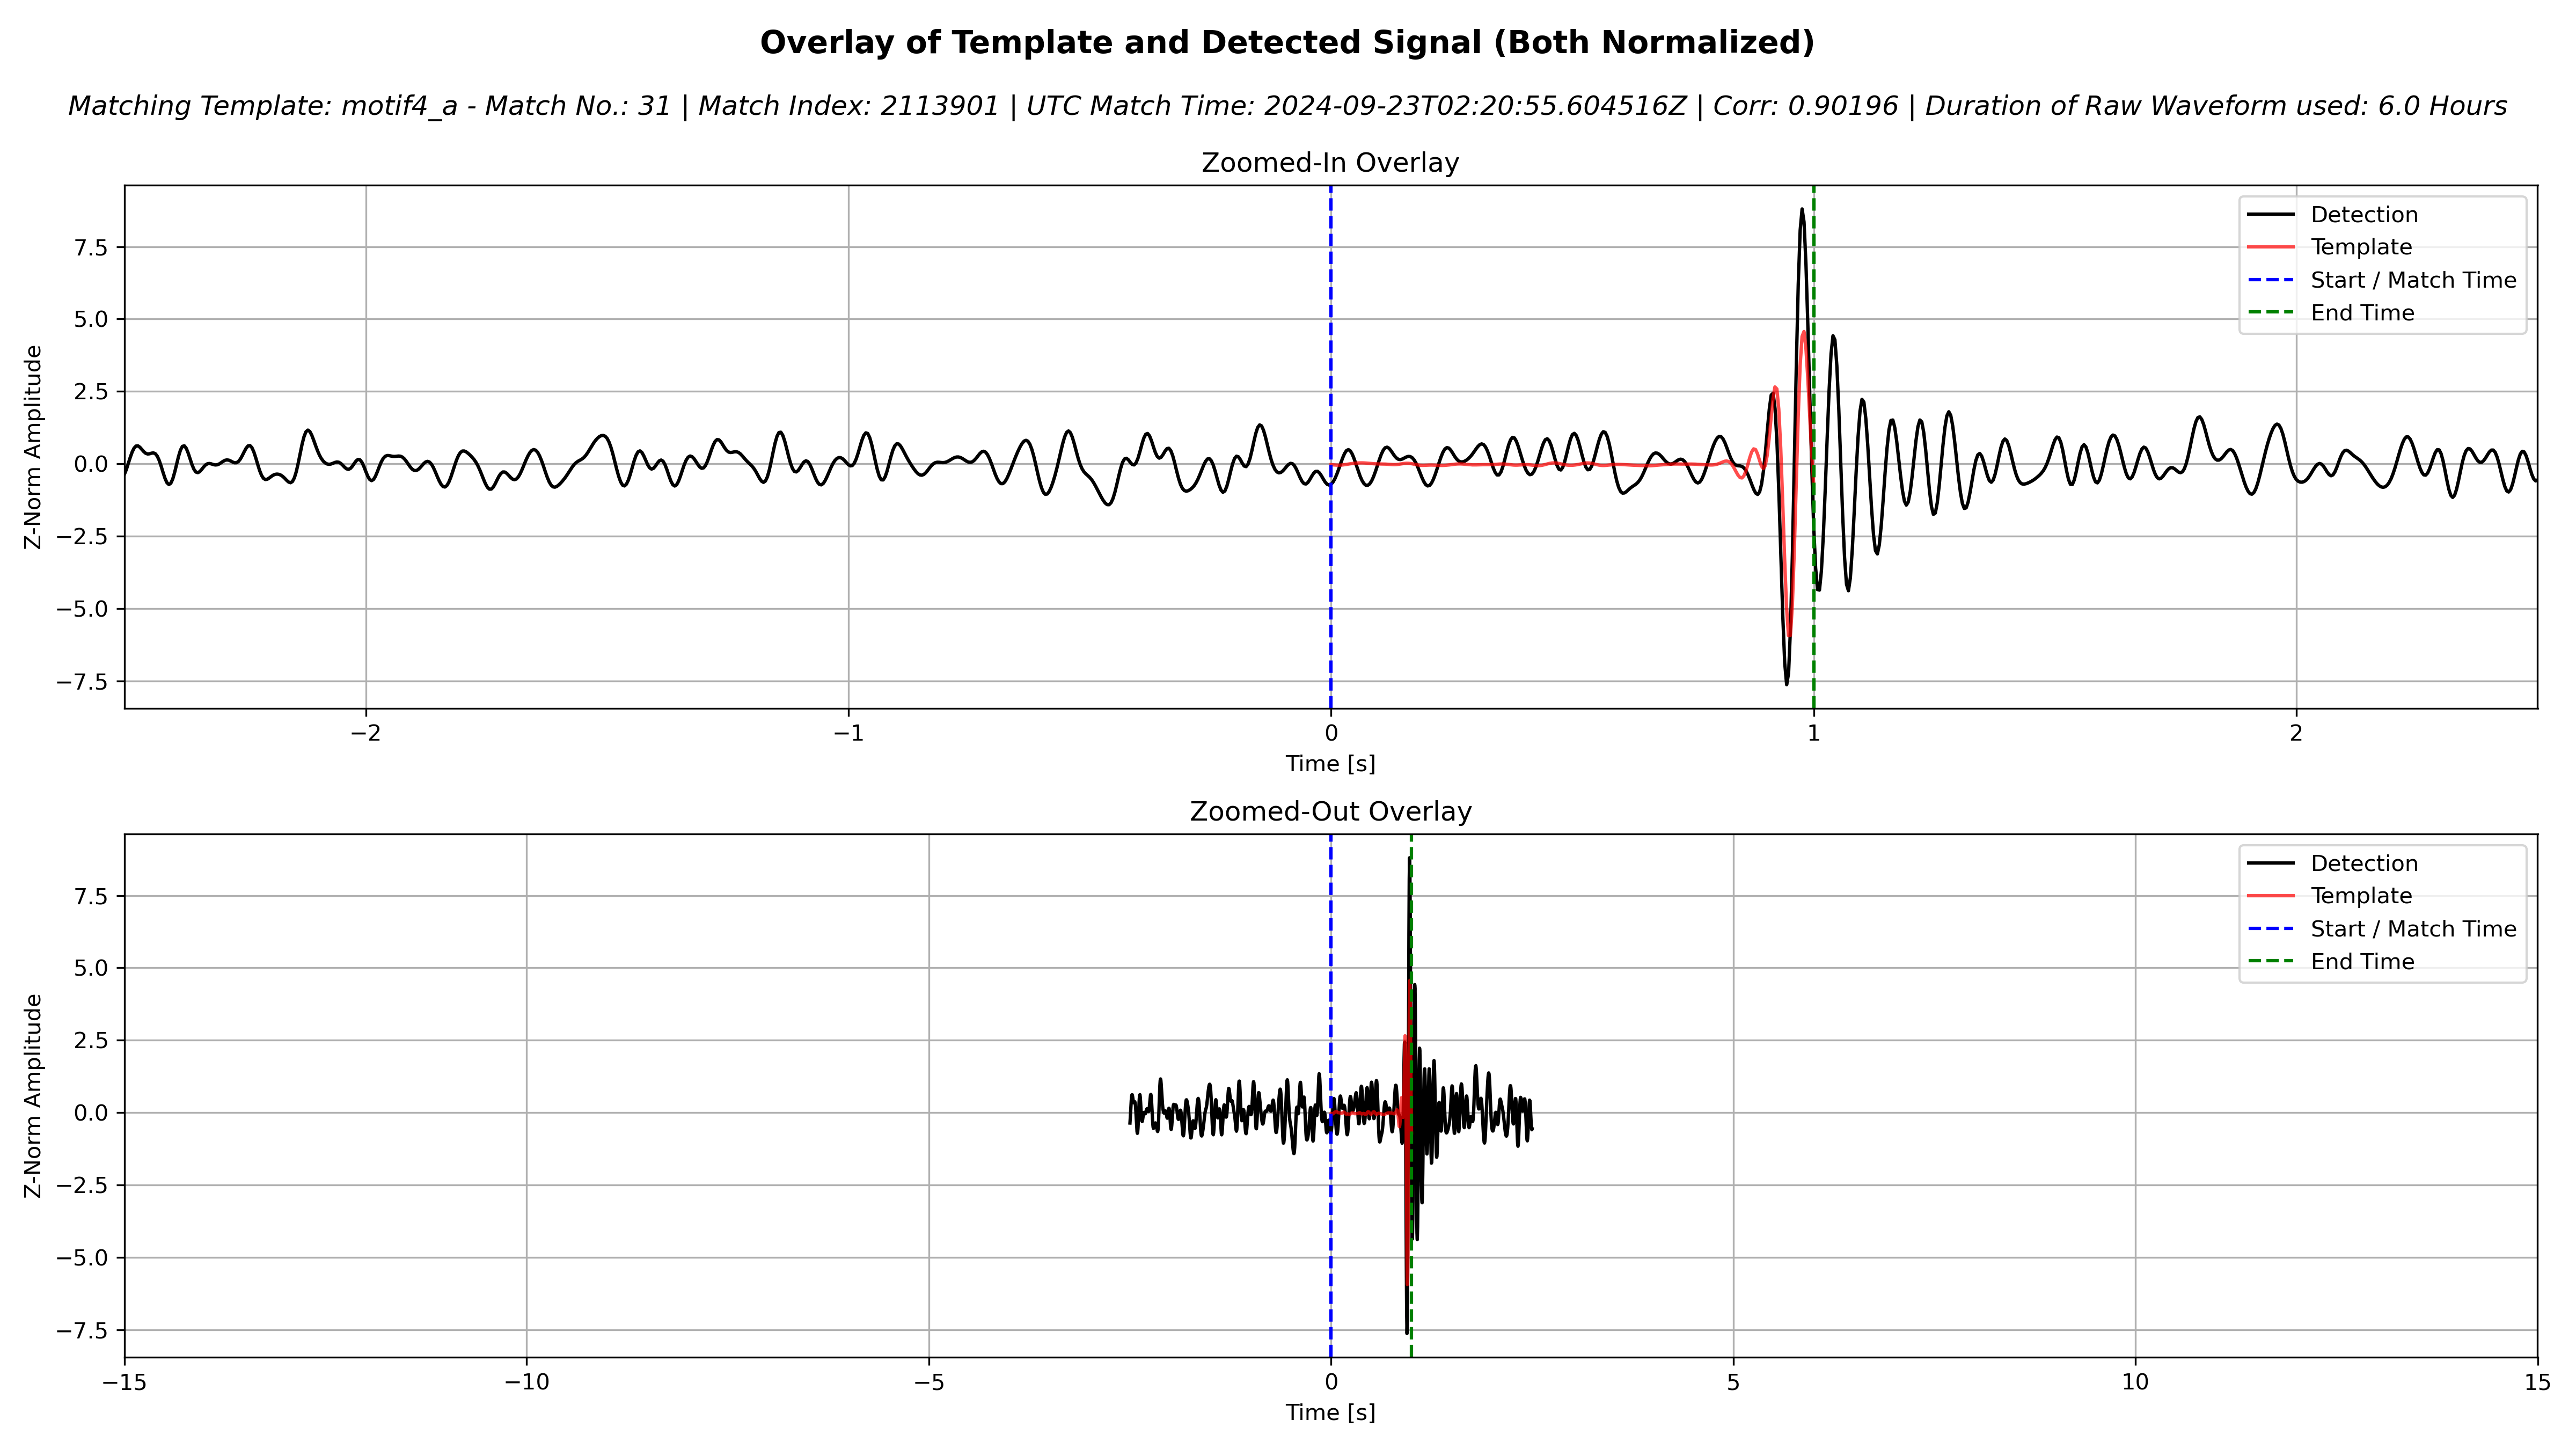 Overlay of Template and Detected Signal (Both Normalized)
Matching Template: motif4_a - Match No.: 31 | Match Index: 2113901 | UTC Match Time: 2024-09-23T02:20:55.604516Z | Corr: 0.90196 | Duration of Raw Waveform used: 6.0 Hours
Zoomed-In Overlay
Z-Norm Amplitude
7.5
5.0
2.5
0.0
−2.5
−5.0
−7.5
Detection
Template
Start / Match Time
End Time
−2
−1
0
1
2
Time [s]
Zoomed-Out Overlay
Z-Norm Amplitude
7.5
5.0
2.5
0.0
−2.5
−5.0
−7.5
Detection
Template
Start / Match Time
End Time
−15
−10
−5
0
5
10
15
Time [s]